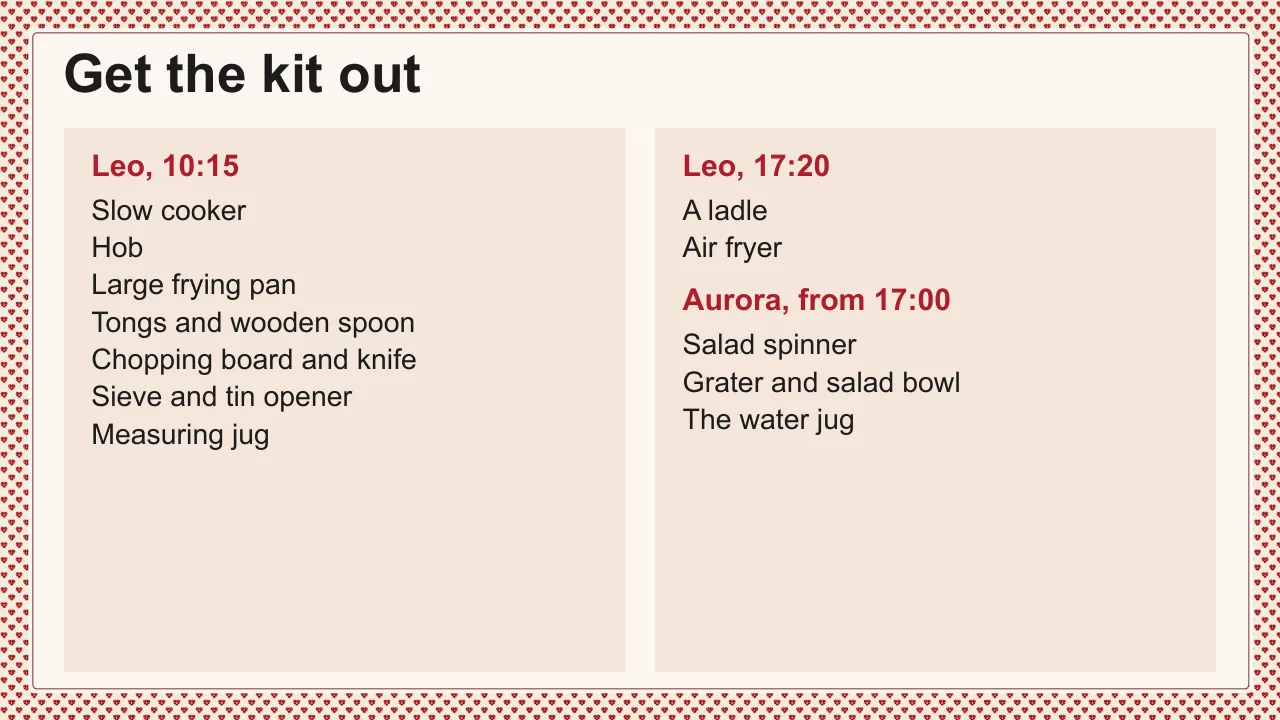 Get the kit out
Leo, 10:15
Slow cooker
Hob
Large frying pan
Tongs and wooden spoon
Chopping board and knife
Sieve and tin opener
Measuring jug
Leo, 17:20
A ladle
Air fryer
Aurora, from 17:00
Salad spinner
Grater and salad bowl
The water jug